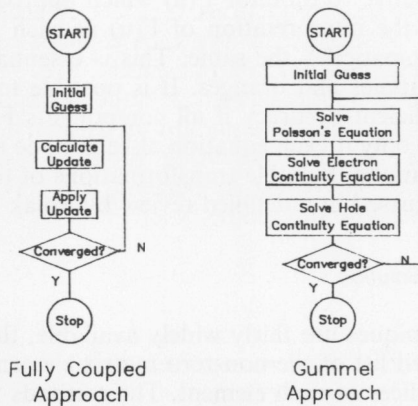 START
Initial
Guess
Calculate
Update
Apply
Update
Converged?
N
Y
Stop
Fully Coupled
Approach
START
Initial Guess
Solve
Poisson's Equation
Solve Electron
Continuity Equation
Solve Hole
Continuity Equation
Converged?
N
Y
Stop
Gummel
Approach